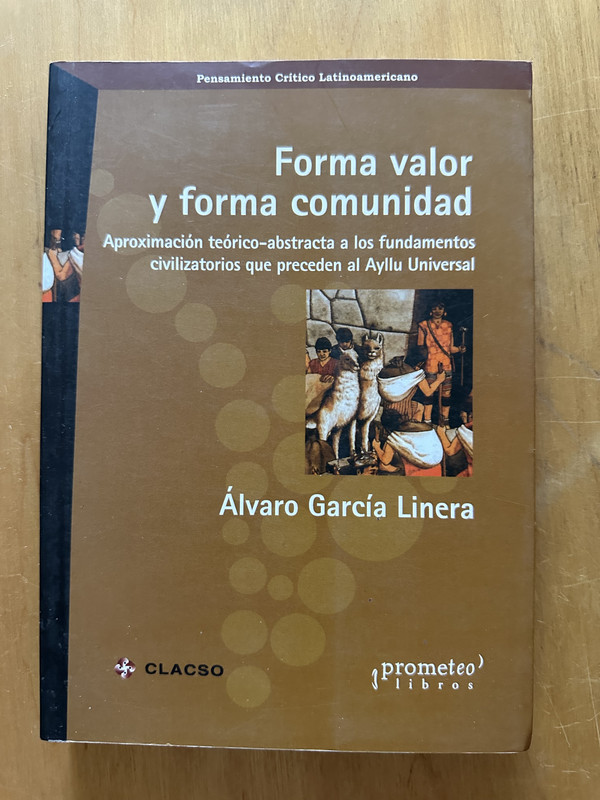 Pensamiento Crítico Latinoamericano
Forma valor
y forma comunidad
Aproximación teórico-abstracta a los fundamentos
civilizatorios que preceden al Ayllu Universal
Álvaro García Linera
CLACSO
prometeo
libros